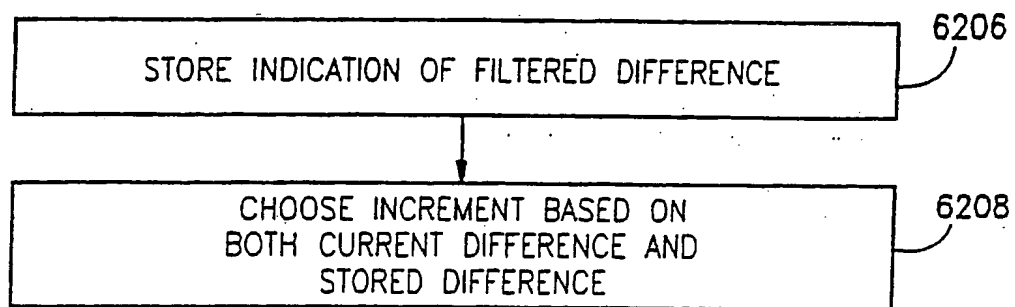 6206
STORE INDICATION OF FILTERED DIFFERENCE
6208
CHOOSE INCREMENT BASED ON
BOTH CURRENT DIFFERENCE AND
STORED DIFFERENCE